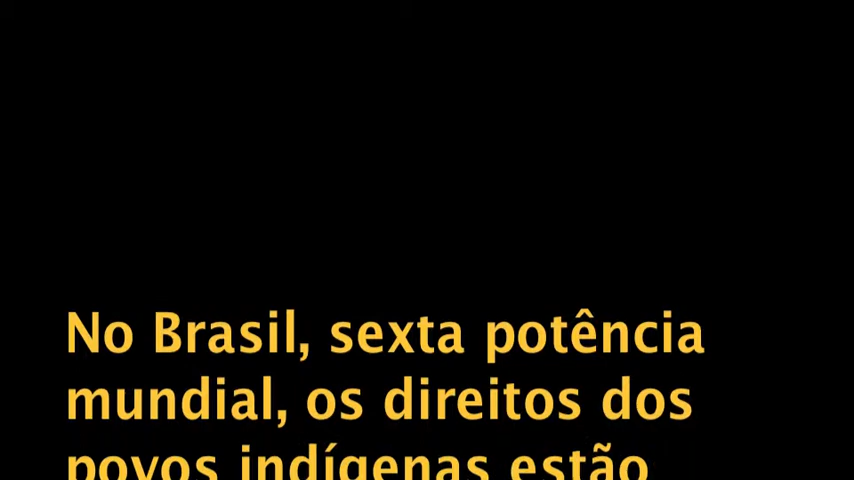 No Brasil, sexta potência
mundial, os direitos dos
povos indígenas estão